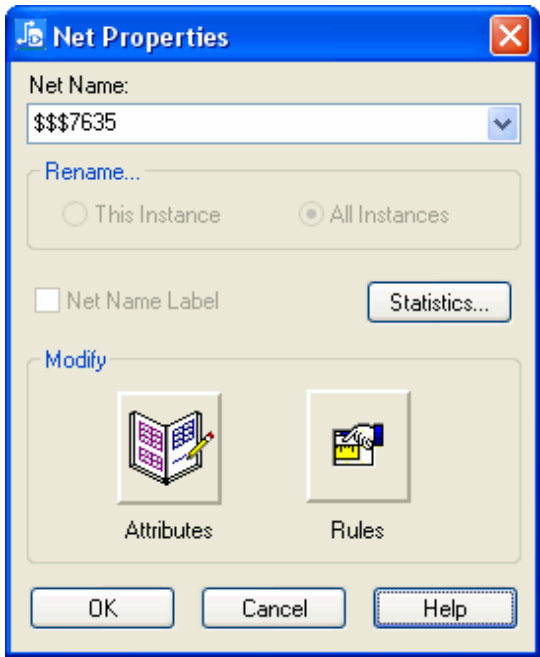 Net Properties
Net Name:
$$$7635
Rename...
This Instance All Instances
Net Name Label Statistics...
Modify
Attributes Rules
OK Cancel Help